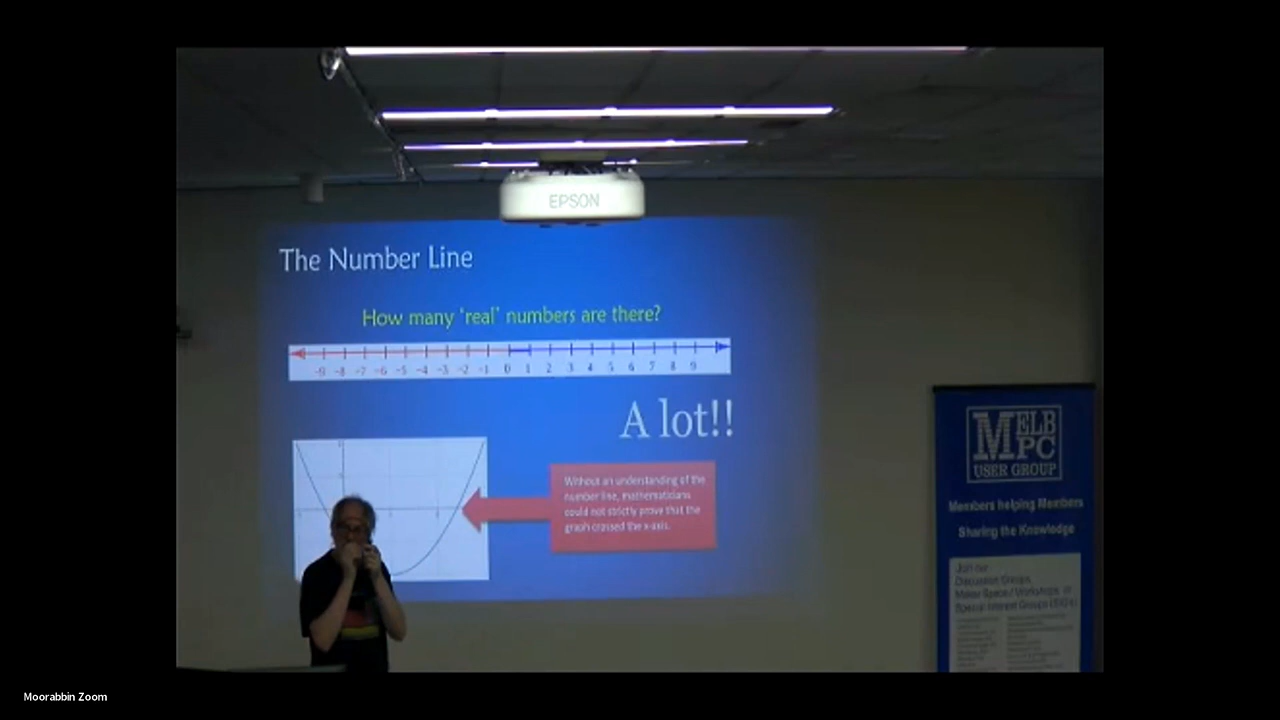 EPSON
The Number Line
How many 'real' numbers are there?
-9 -8 -7 -6 -5 -4 -3 -2 -1 0 1 2 3 4 5 6 7 8 9
A lot!!
Without an understanding of the
number line, mathematicians
could not strictly prove that the
graph crossed the x-axis.
MELB
PC
USER GROUP
Members helping Members
Sharing the Knowledge
Join our
Discussion Groups,
Maker Space / Workshops
Special Interest Groups (SIGs)
Moorabbin Zoom